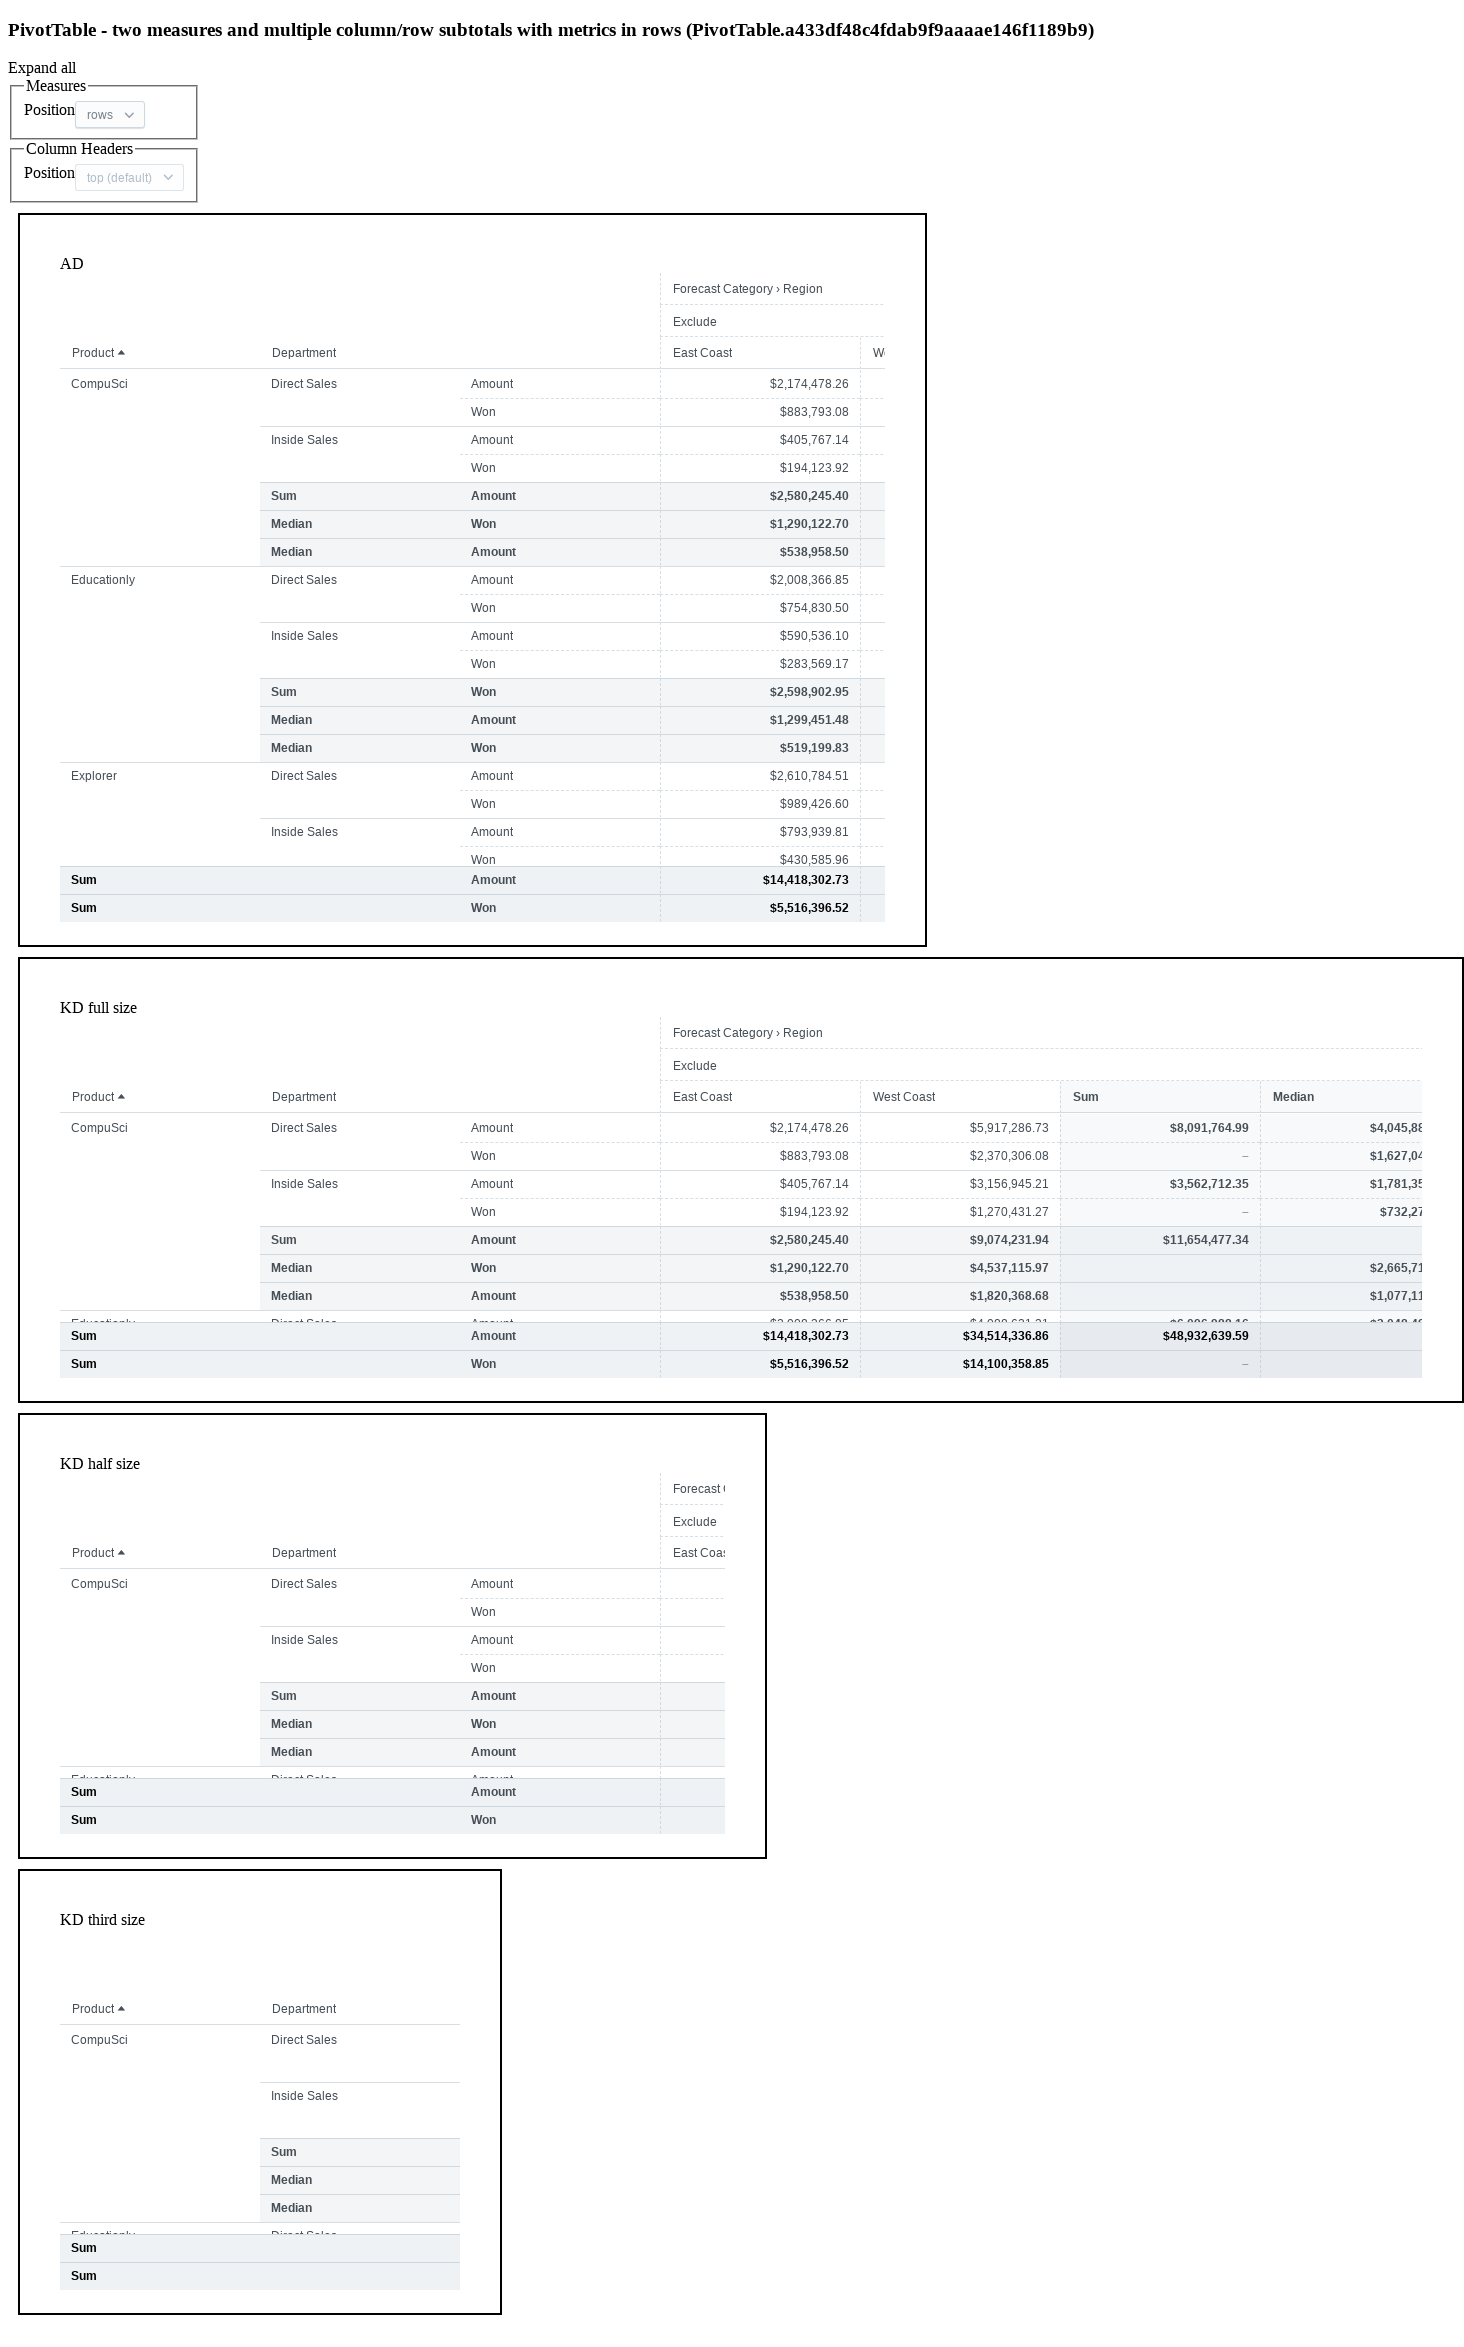 PivotTable - two measures and multiple column/row subtotals with metrics in rows (PivotTable.a433df48c4fdab9f9aaaae146f1189b9)
Expand all
Measures
Position rows
Column Headers
Position top (default)
AD
Forecast Category › Region
Exclude
Product Department East Coast
CompuSci Direct Sales Amount $2,174,478.26
Won $883,793.08
Inside Sales Amount $405,767.14
Won $194,123.92
Sum Amount $2,580,245.40
Median Won $1,290,122.70
Median Amount $538,958.50
Educationly Direct Sales Amount $2,008,366.85
Won $754,830.50
Inside Sales Amount $590,536.10
Won $283,569.17
Sum Won $2,598,902.95
Median Amount $1,299,451.48
Median Won $519,199.83
Explorer Direct Sales Amount $2,610,784.51
Won $989,426.60
Inside Sales Amount $793,939.81
Won $430,585.96
Sum Amount $14,418,302.73
Sum Won $5,516,396.52
KD full size
Forecast Category › Region
Exclude
Product Department East Coast West Coast Sum Median
CompuSci Direct Sales Amount $2,174,478.26 $5,917,286.73 $8,091,764.99 $4,045,88
Won $883,793.08 $2,370,306.08 – $1,627,04
Inside Sales Amount $405,767.14 $3,156,945.21 $3,562,712.35 $1,781,35
Won $194,123.92 $1,270,431.27 – $732,27
Sum Amount $2,580,245.40 $9,074,231.94 $11,654,477.34
Median Won $1,290,122.70 $4,537,115.97 $2,665,71
Median Amount $538,958.50 $1,820,368.68 $1,077,11
Sum Amount $14,418,302.73 $34,514,336.86 $48,932,639.59
Sum Won $5,516,396.52 $14,100,358.85 –
KD half size
Forecast
Exclude
Product Department East Coas
CompuSci Direct Sales Amount
Won
Inside Sales Amount
Won
Sum Amount
Median Won
Median Amount
Sum Amount
Sum Won
KD third size
Product Department
CompuSci Direct Sales
Inside Sales
Sum
Median
Median
Sum
Sum